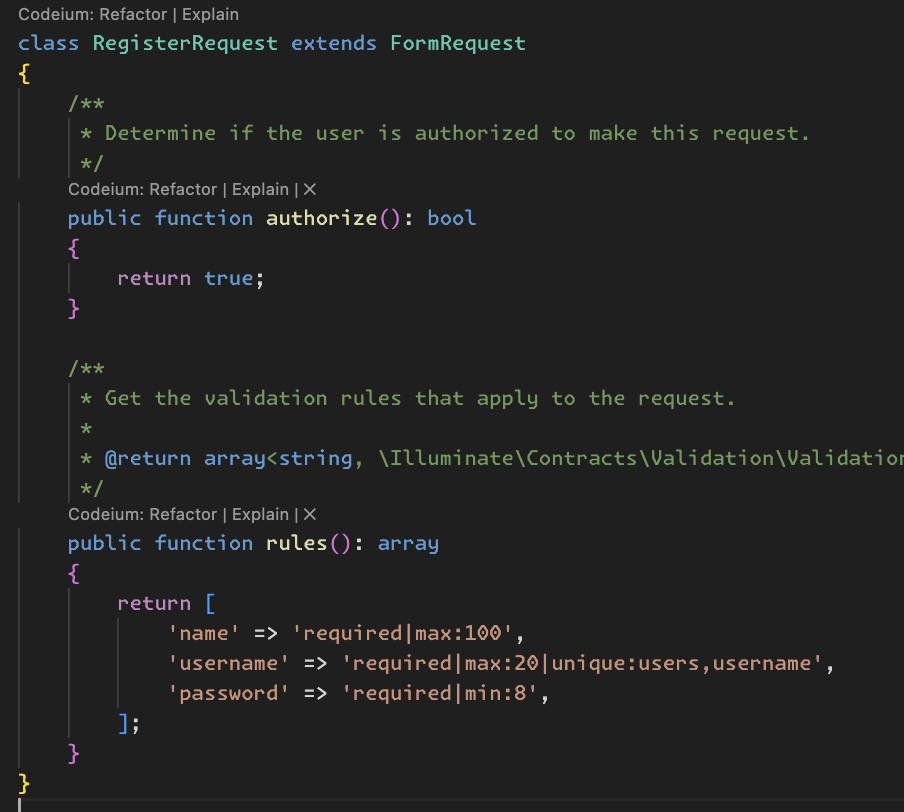 Codeium: Refactor | Explain
class RegisterRequest extends FormRequest
{
/**
* Determine if the user is authorized to make this request.
*/
Codeium: Refactor | Explain | X
public function authorize(): bool
{
return true;
}
/**
* Get the validation rules that apply to the request.
*
* @return array<string, \Illuminate\Contracts\Validation\Validation
*/
Codeium: Refactor | Explain | X
public function rules(): array
{
return [
'name' => 'required|max:100',
'username' => 'required|max:20|unique:users,username',
'password' => 'required|min:8',
];
}
}